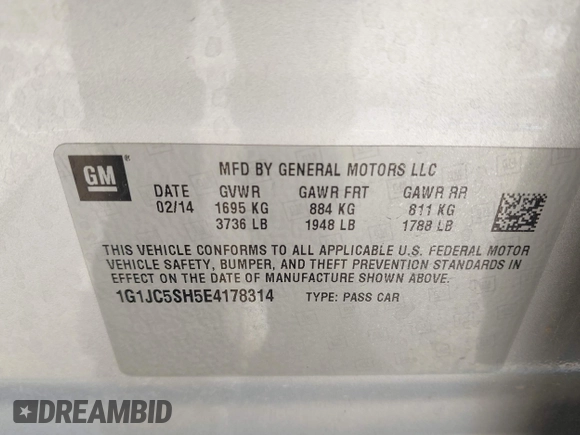 GM
MFD BY GENERAL MOTORS LLC
DATE GVWR GAWR FRT GAWR RR
02/14 1695 KG 884 KG 811 KG
3736 LB 1948 LB 1788 LB
THIS VEHICLE CONFORMS TO ALL APPLICABLE U.S. FEDERAL MOTOR
VEHICLE SAFETY, BUMPER, AND THEFT PREVENTION STANDARDS IN
EFFECT ON THE DATE OF MANUFACTURE SHOWN ABOVE.
1G1JC5SH5E4178314 TYPE: PASS CAR
DREAMBID